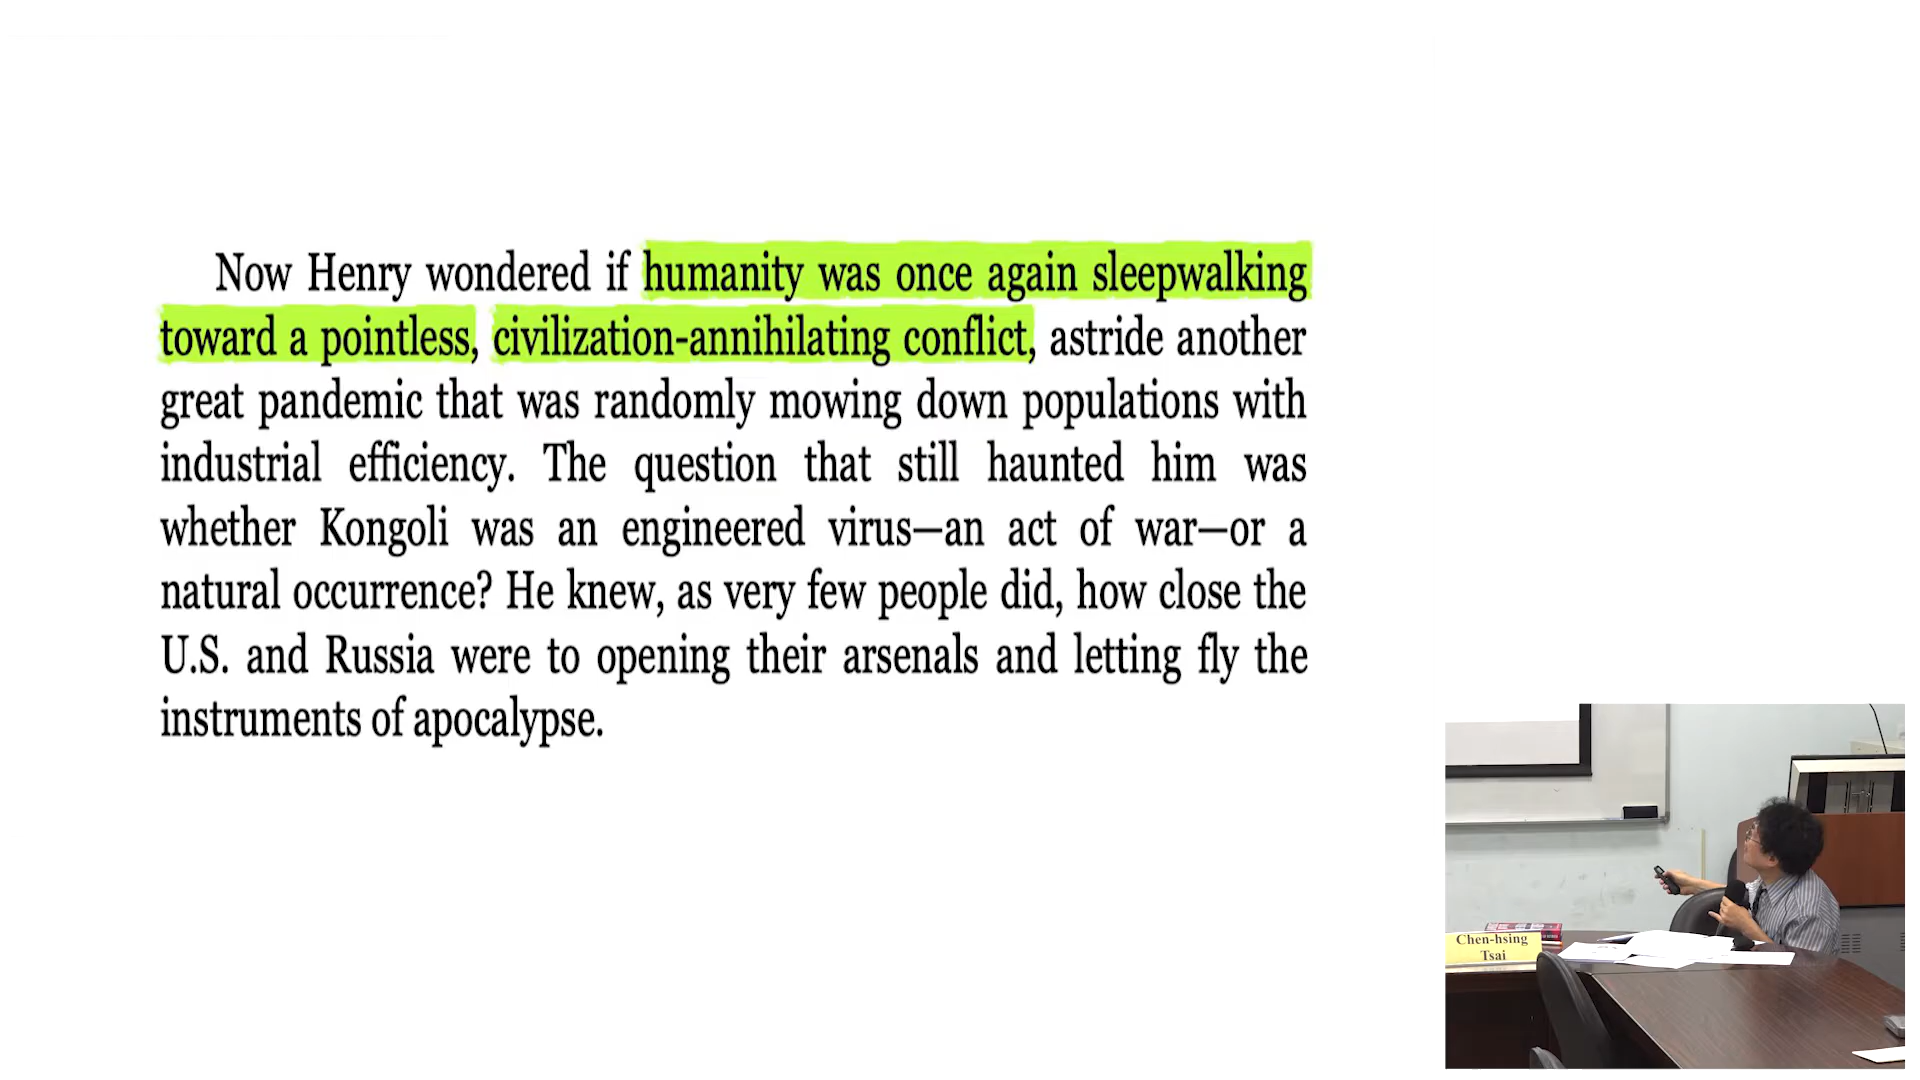 Now Henry wondered if humanity was once again sleepwalking
toward a pointless, civilization-annihilating conflict, astride another
great pandemic that was randomly mowing down populations with
industrial efficiency. The question that still haunted him was
whether Kongoli was an engineered virus—an act of war—or a
natural occurrence? He knew, as very few people did, how close the
U.S. and Russia were to opening their arsenals and letting fly the
instruments of apocalypse.
Chen-hsing
Tsai